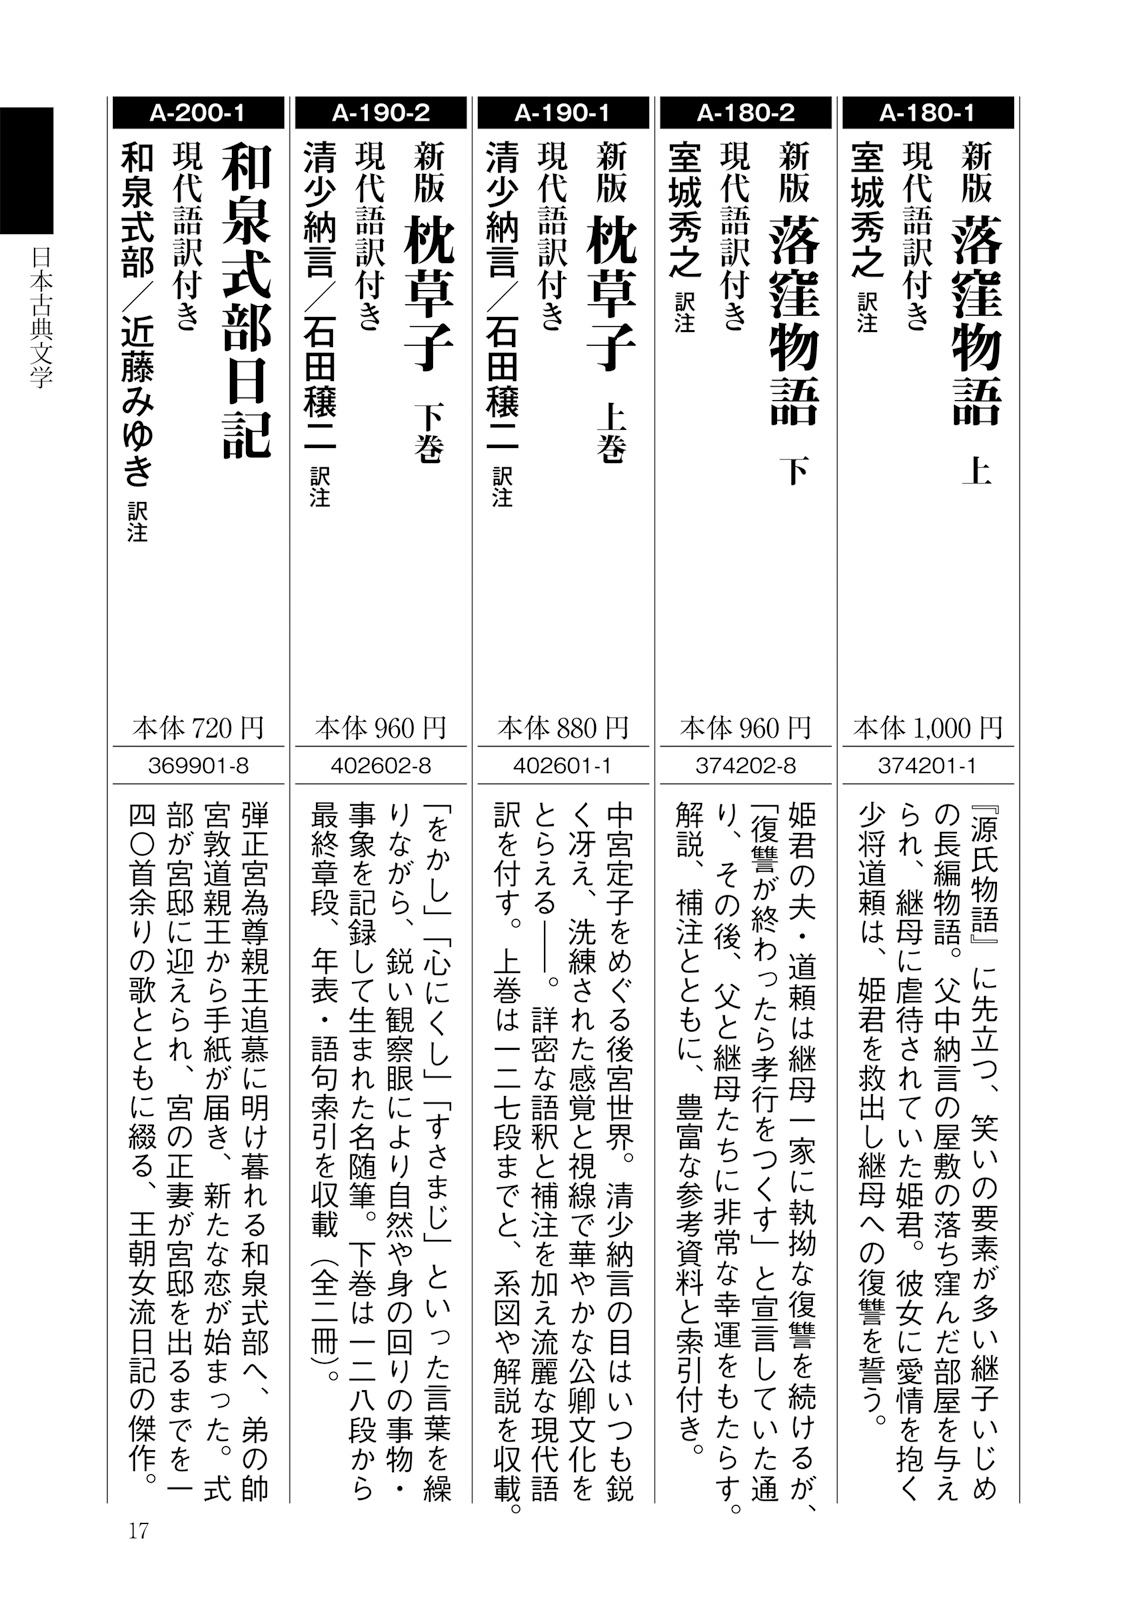 A-180-1
新版 落窪物語 上
現代語訳付き
室城秀之 訳注
本体 1,000 円
374201-1
『源氏物語』に先立つ、笑いの要素が多い継子いじめ
の長編物語。父中納言の屋敷の落ち窪んだ部屋を与え
られ、継母に虐待されていた姫君。彼女に愛情を抱く
少将道頼は、姫君を救出し継母への復讐を誓う。
A-180-2
新版 落窪物語 下
現代語訳付き
室城秀之 訳注
本体 960 円
374202-8
姫君の夫・道頼は継母一家に執拗な復讐を続けるが、
「復讐が終わったら孝行をつくす」と宣言していた通
り、その後、父と継母たちに非常な幸運をもたらす。
解説、補注とともに、豊富な参考資料と索引付き。
A-190-1
新版 枕草子 上巻
現代語訳付き
清少納言／石田穣二 訳注
本体 880 円
402601-1
中宮定子をめぐる後宮世界。清少納言の目はいつも鋭
く冴え、洗練された感覚と視線で華やかな公卿文化を
とらえる――。詳密な語釈と補注を加え流麗な現代語
訳を付す。上巻は一二七段までと、系図や解説を収載。
A-190-2
新版 枕草子 下巻
現代語訳付き
清少納言／石田穣二 訳注
本体 960 円
402602-8
「をかし」「心にくし」「すさまじ」といった言葉を繰
りながら、鋭い観察眼により自然や身の回りの事物・
事象を記録して生まれた名随筆。下巻は一二八段から
最終章段、年表・語句索引を収載（全二冊）。
A-200-1
和泉式部日記
現代語訳付き
和泉式部／近藤みゆき 訳注
本体 720 円
369901-8
弾正宮為尊親王追慕に明け暮れる和泉式部へ、弟の帥
宮敦道親王から手紙が届き、新たな恋が始まった。式
部が宮邸に迎えられ、宮の正妻が宮邸を出るまでを一
四〇首余りの歌とともに綴る、王朝女流日記の傑作。
日本古典文学
17